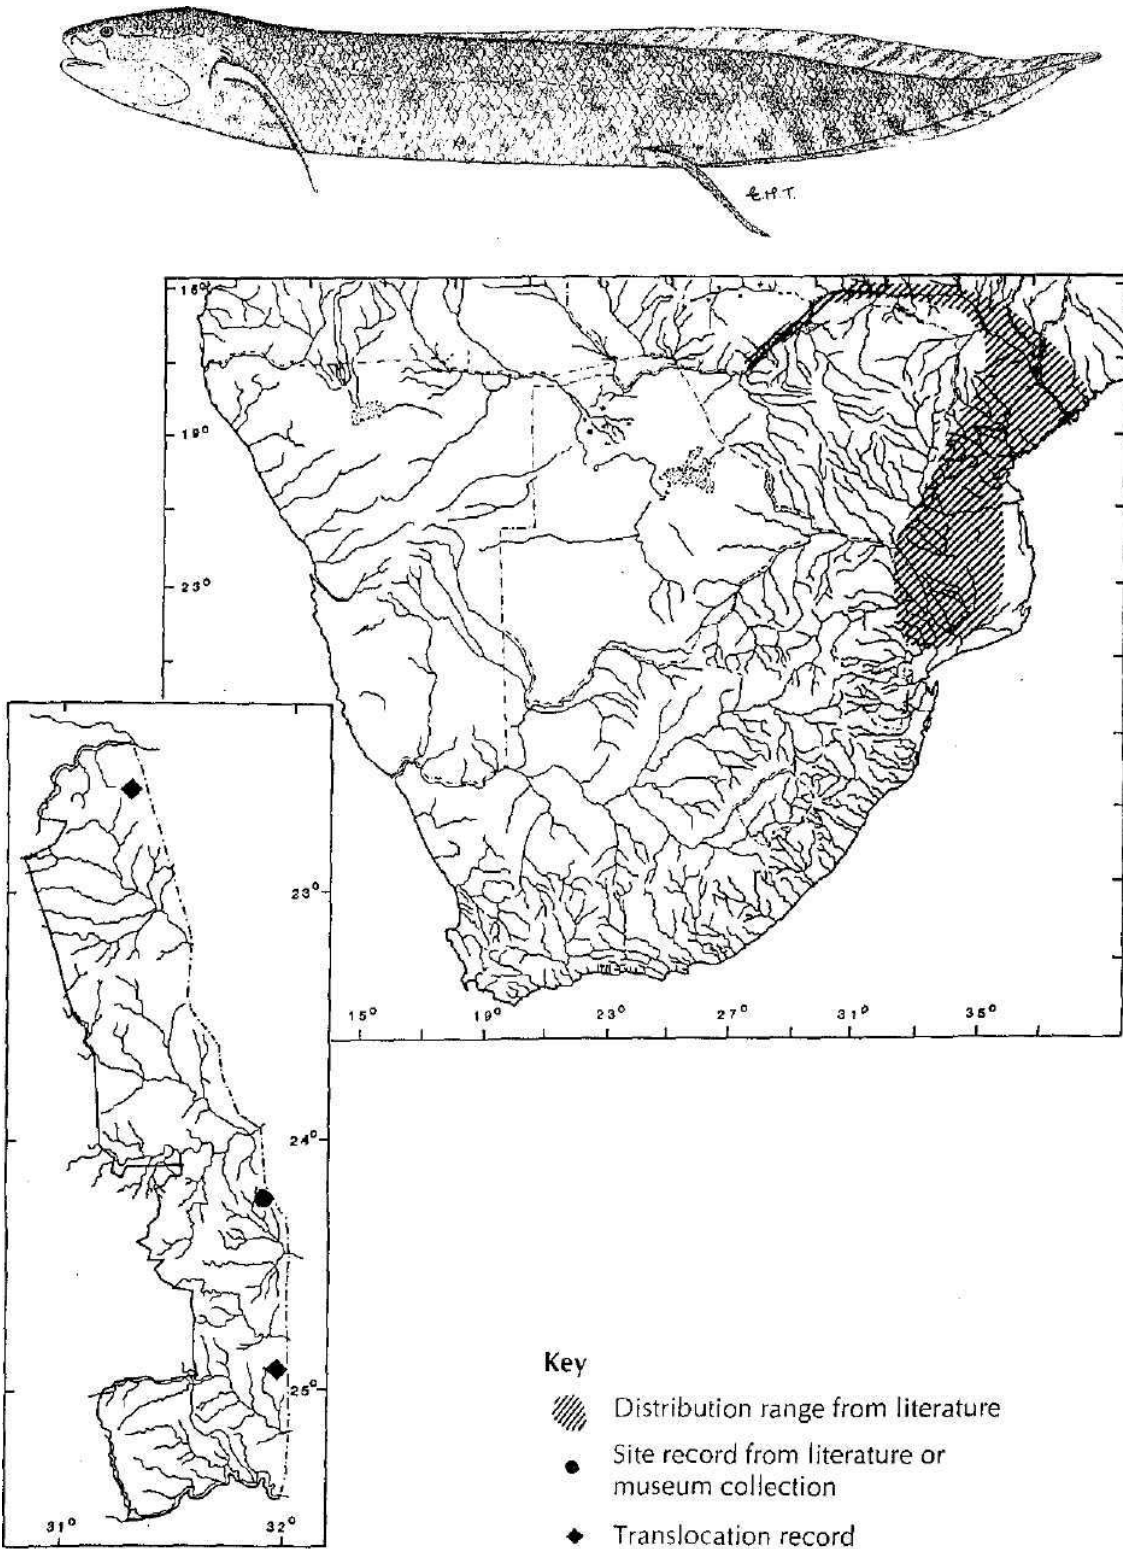 E.M.T.
15°
19°
23°
15° 19° 23° 27° 31° 35°
23°
24°
25°
31° 32°
Key
Distribution range from literature
Site record from literature or
museum collection
Translocation record